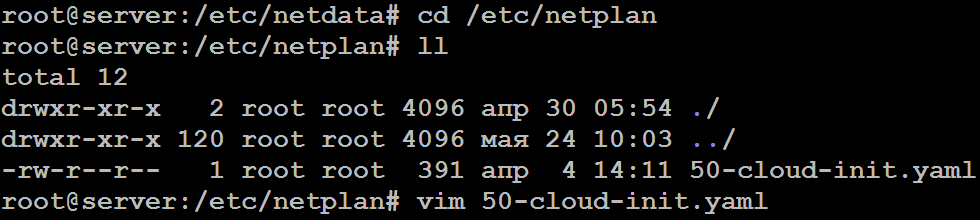 root@server:/etc/netdata# cd /etc/netplan
root@server:/etc/netplan# ll
total 12
drwxr-xr-x   2 root root 4096 апр 30 05:54 ./
drwxr-xr-x 120 root root 4096 мая 24 10:03 ../
-rw-r--r--   1 root root  391 апр  4 14:11 50-cloud-init.yaml
root@server:/etc/netplan# vim 50-cloud-init.yaml